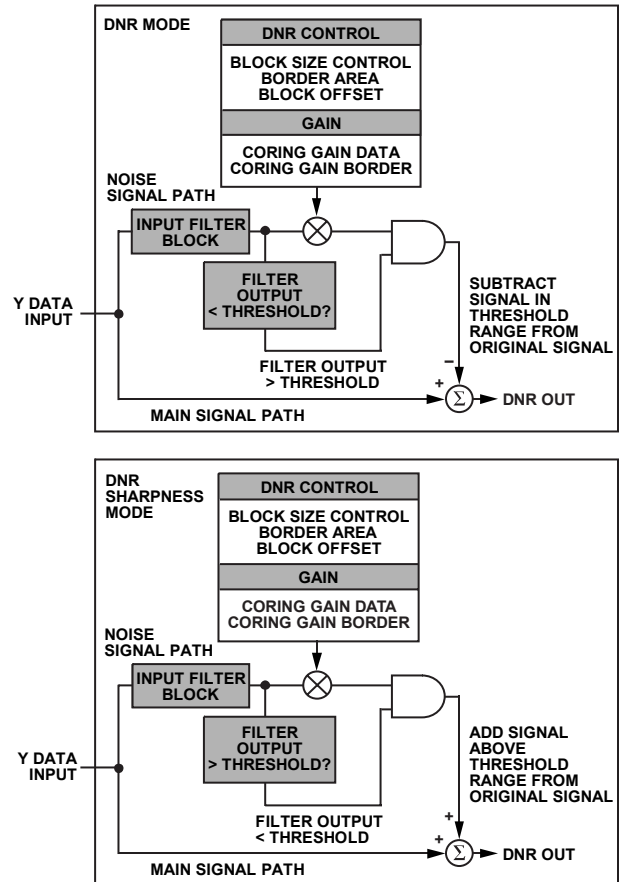 DNR MODE
DNR CONTROL
BLOCK SIZE CONTROL
BORDER AREA
BLOCK OFFSET
GAIN
CORING GAIN DATA
CORING GAIN BORDER
NOISE
SIGNAL PATH
INPUT FILTER
BLOCK
FILTER
OUTPUT
< THRESHOLD?
Y DATA
INPUT
SUBTRACT
SIGNAL IN
THRESHOLD
RANGE FROM
ORIGINAL SIGNAL
FILTER OUTPUT
> THRESHOLD
–
+
Σ
DNR OUT
MAIN SIGNAL PATH
DNR
SHARPNESS
MODE
DNR CONTROL
BLOCK SIZE CONTROL
BORDER AREA
BLOCK OFFSET
GAIN
CORING GAIN DATA
CORING GAIN BORDER
NOISE
SIGNAL PATH
INPUT FILTER
BLOCK
FILTER
OUTPUT
> THRESHOLD?
Y DATA
INPUT
ADD SIGNAL
ABOVE
THRESHOLD
RANGE FROM
ORIGINAL SIGNAL
FILTER OUTPUT
< THRESHOLD
+
+
Σ
DNR OUT
MAIN SIGNAL PATH